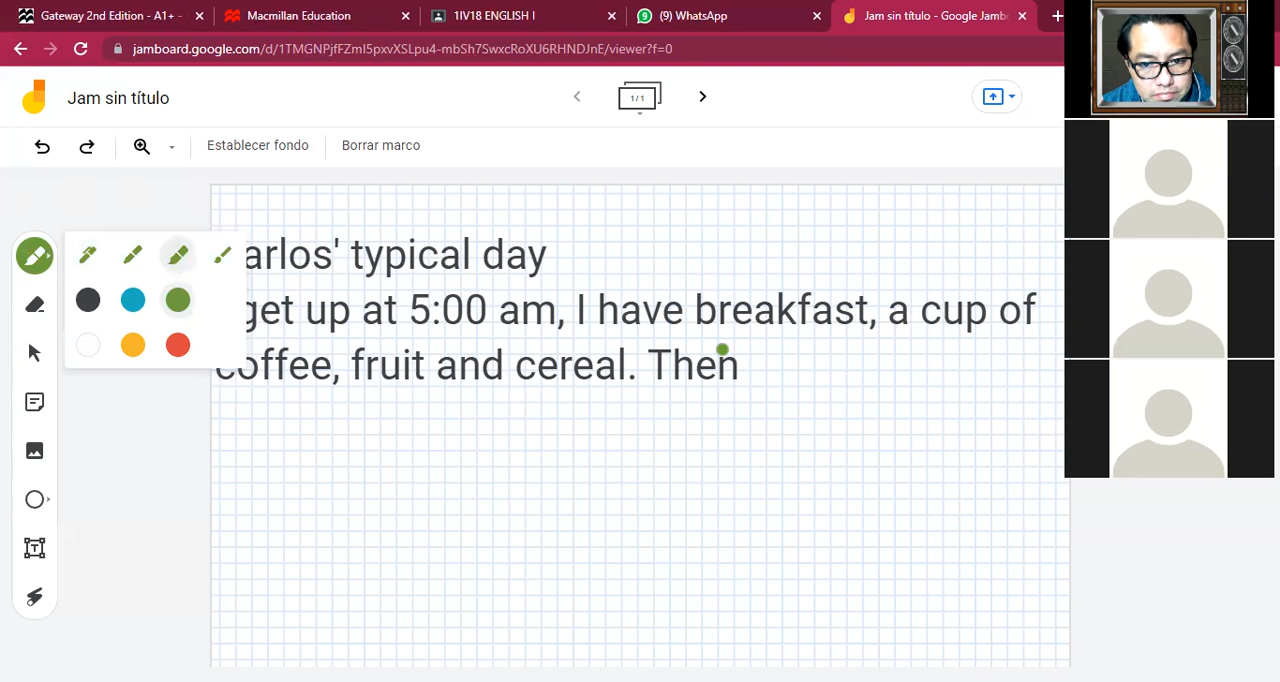 Gateway 2nd Edition - A1+ -
Macmillan Education
1IV18 ENGLISH I
(9) WhatsApp
Jam sin título - Google Jamb
jamboard.google.com/d/1TMGNPjfFZmI5pxvXSLpu4-mbSh7SwxcRoXU6RHNDJnE/viewer?f=0
Jam sin título
1/1
Establecer fondo
Borrar marco
arlos' typical day
get up at 5:00 am, I have breakfast, a cup of
coffee, fruit and cereal. Then